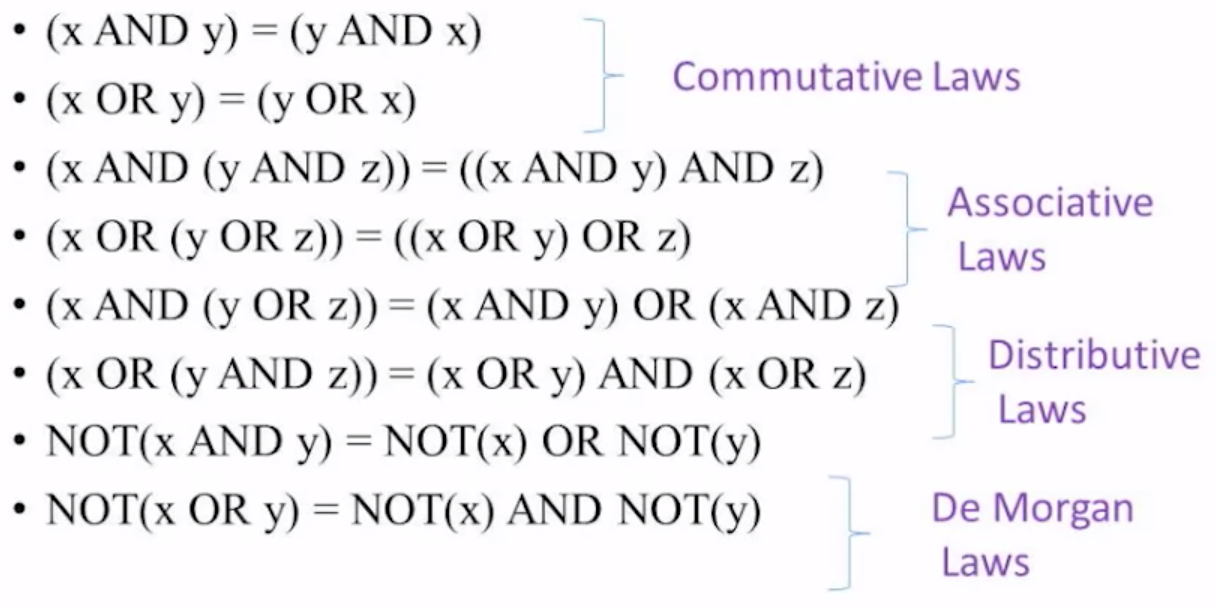 • (x AND y) = (y AND x)
• (x OR y) = (y OR x)
Commutative Laws
• (x AND (y AND z)) = ((x AND y) AND z)
• (x OR (y OR z)) = ((x OR y) OR z)
Associative
Laws
• (x AND (y OR z)) = (x AND y) OR (x AND z)
• (x OR (y AND z)) = (x OR y) AND (x OR z)
Distributive
Laws
• NOT(x AND y) = NOT(x) OR NOT(y)
• NOT(x OR y) = NOT(x) AND NOT(y)
De Morgan
Laws